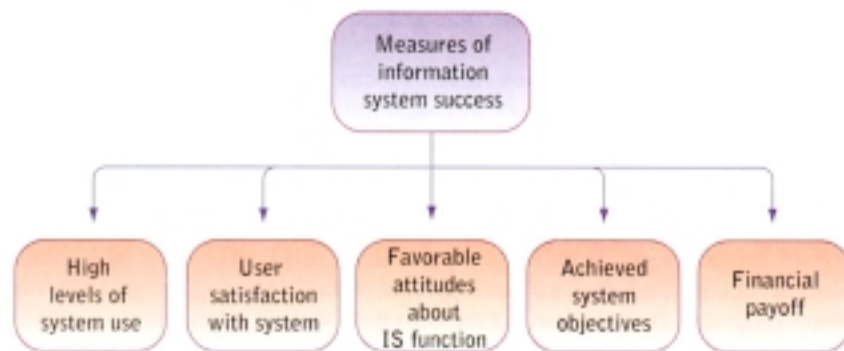 Measures of
information
system success
High
levels of
system use
User
satisfaction
with system
Favorable
attitudes
about
IS function
Achieved
system
objectives
Financial
payoff